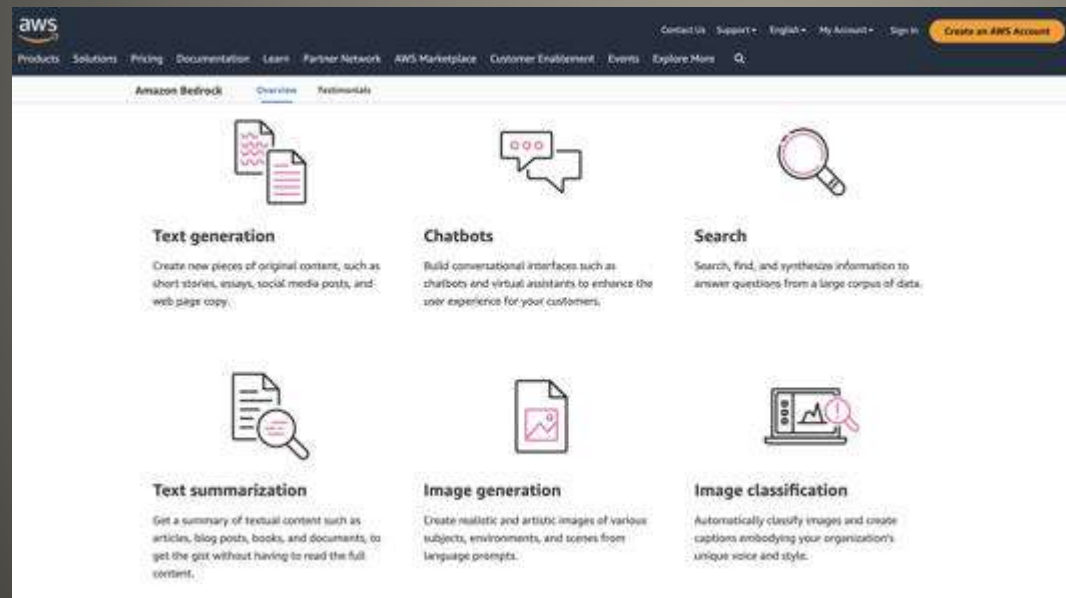 aws
Contact Us Support English My Account Sign In Create an AWS Account
Products Solutions Pricing Documentation Learn Partner Network AWS Marketplace Customer Enablement Events Explore More
Amazon Bedrock Overview Testimonials
Text generation
Create new pieces of original content, such as
short stories, essays, social media posts, and
web page copy.
Chatbots
Build conversational interfaces such as
chatbots and virtual assistants to enhance the
user experience for your customers.
Search
Search, find, and synthesize information to
answer questions from a large corpus of data.
Text summarization
Get a summary of textual content such as
articles, blog posts, books, and documents, to
get the gist without having to read the full
content.
Image generation
Create realistic and artistic images of various
subjects, environments, and scenes from
language prompts.
Image classification
Automatically classify images and create
captions embodying your organization's
unique voice and style.